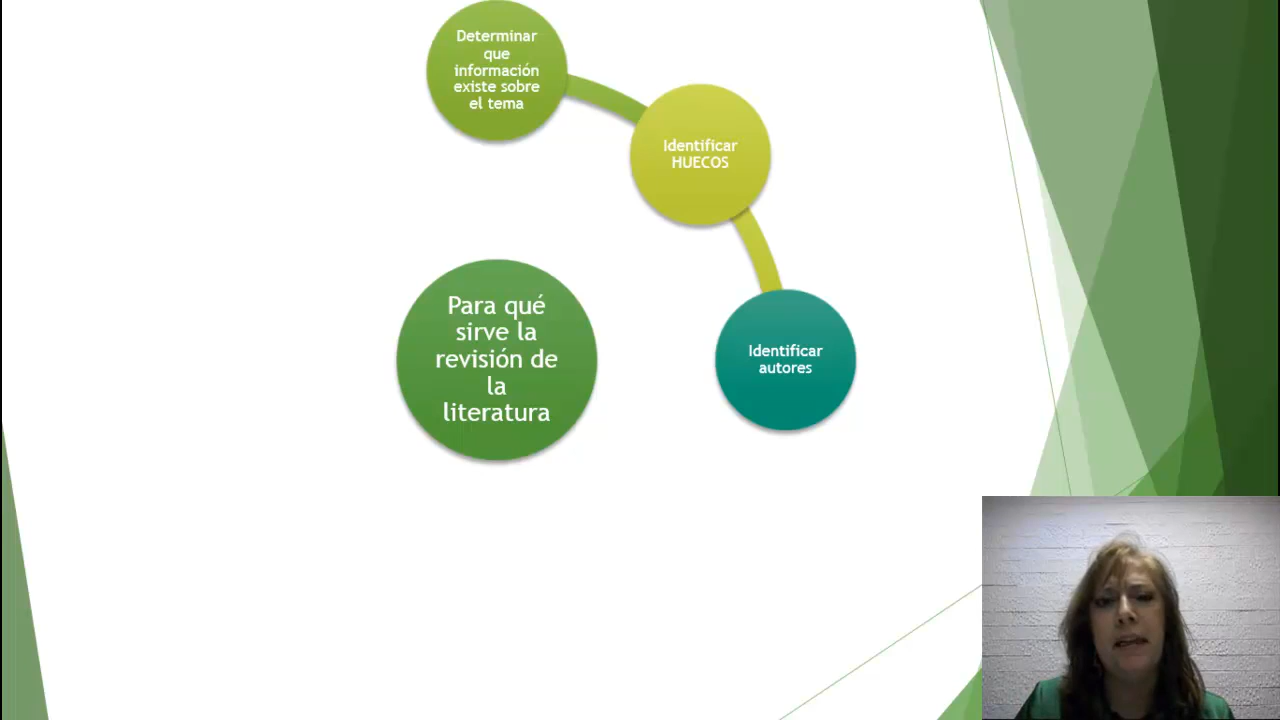 Determinar
que
información
existe sobre
el tema
Identificar
HUECOS
Identificar
autores
Para qué
sirve la
revisión de
la
literatura